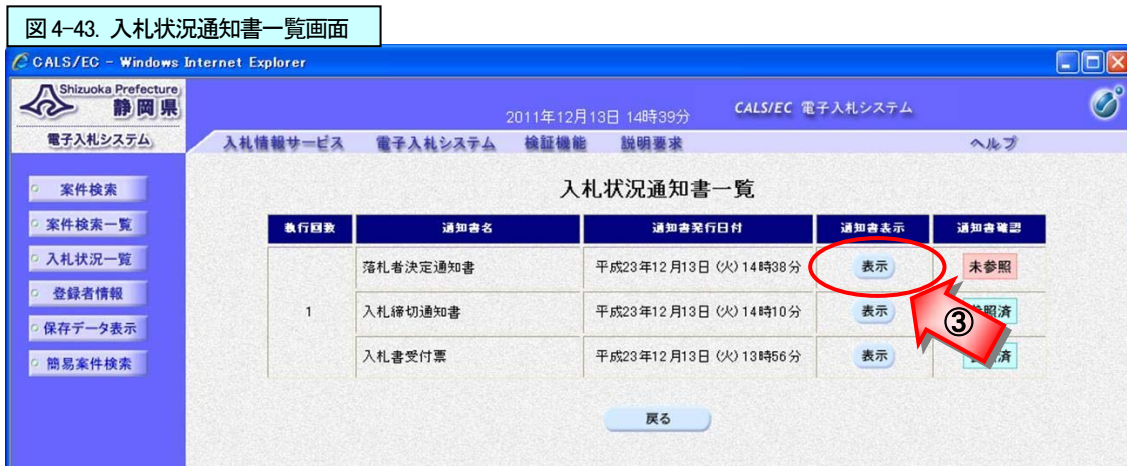 図 4-43. 入札状況通知書一覧画面
CALS/EC - Windows Internet Explorer
Shizuoka Prefecture
静岡県
2011年12月13日 14時39分 CALS/EC 電子入札システム
電子入札システム
入札情報サービス 電子入札システム 検証機能 説明要求 ヘルプ
案件検索
案件検索一覧
入札状況一覧
登録者情報
保存データ表示
簡易案件検索
入札状況通知書一覧
執行回数 通知書名 通知書発行日付 通知書表示 通知書確認
落札者決定通知書 平成23年12月13日 (火) 14時38分 表示 未参照
1 入札締切通知書 平成23年12月13日 (火) 14時10分 表示 参照済
入札書受付票 平成23年12月13日 (火) 13時56分 表示 済
③
戻る